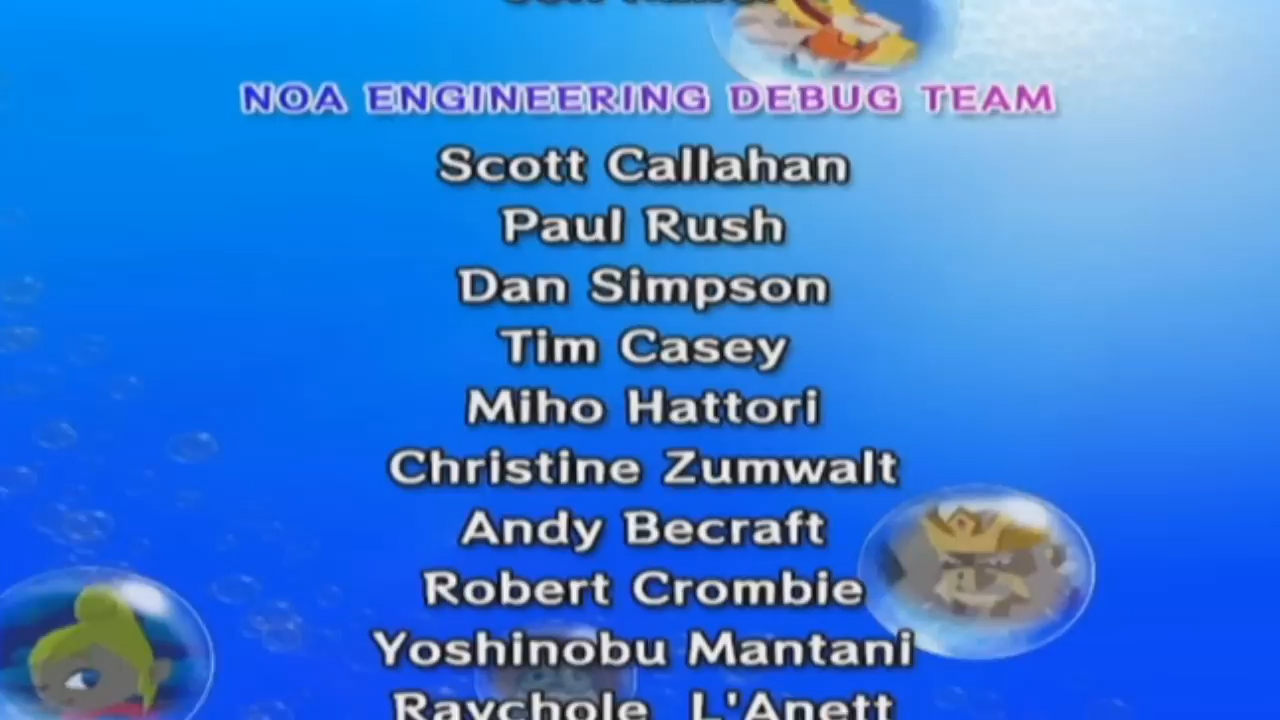 NOA ENGINEERING DEBUG TEAM
Scott Callahan
Paul Rush
Dan Simpson
Tim Casey
Miho Hattori
Christine Zumwalt
Andy Becraft
Robert Crombie
Yoshinobu Mantani
Raychole L'Anett